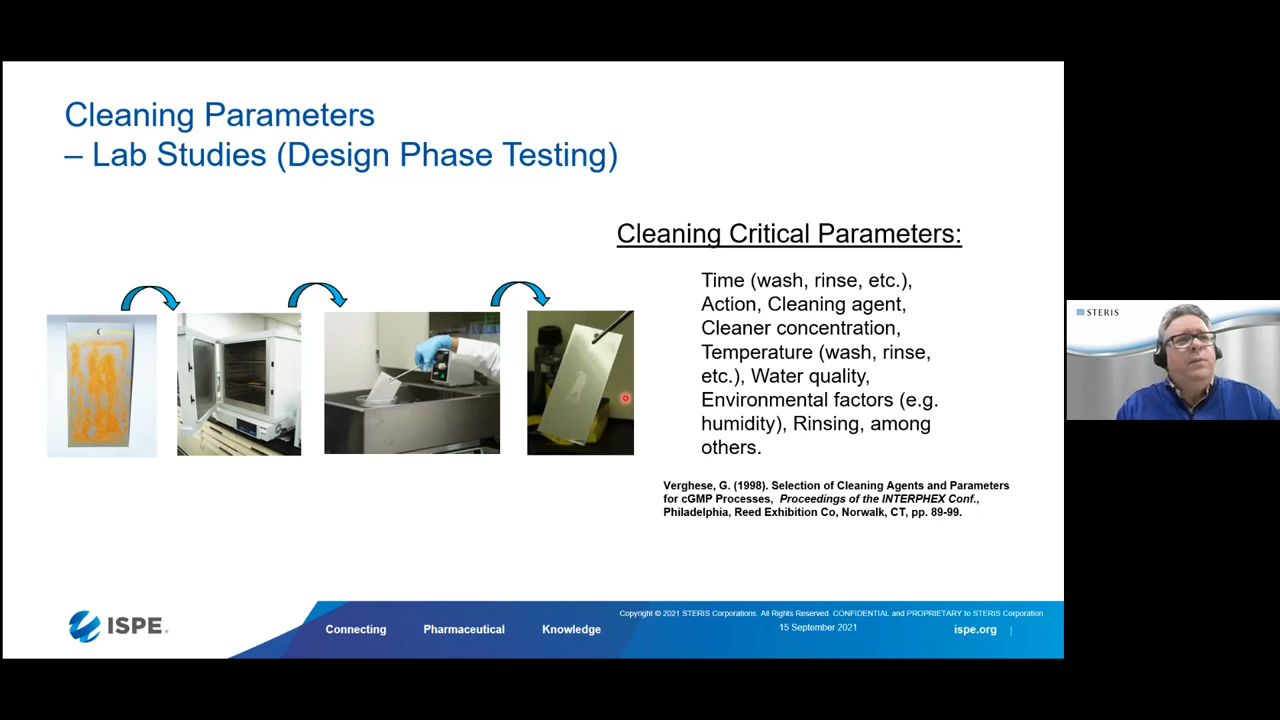 Cleaning Parameters
– Lab Studies (Design Phase Testing)
Cleaning Critical Parameters:
Time (wash, rinse, etc.),
Action, Cleaning agent,
Cleaner concentration,
Temperature (wash, rinse,
etc.), Water quality,
Environmental factors (e.g.
humidity), Rinsing, among
others.
Verghese, G. (1998). Selection of Cleaning Agents and Parameters
for cGMP Processes, Proceedings of the INTERPHEX Conf.,
Philadelphia, Reed Exhibition Co, Norwalk, CT, pp. 89-99.
STERIS
ISPE®
Connecting Pharmaceutical Knowledge
Copyright © 2021 STERIS Corporations. All Rights Reserved. CONFIDENTIAL and PROPRIETARY to STERIS Corporation
15 September 2021
ispe.org |